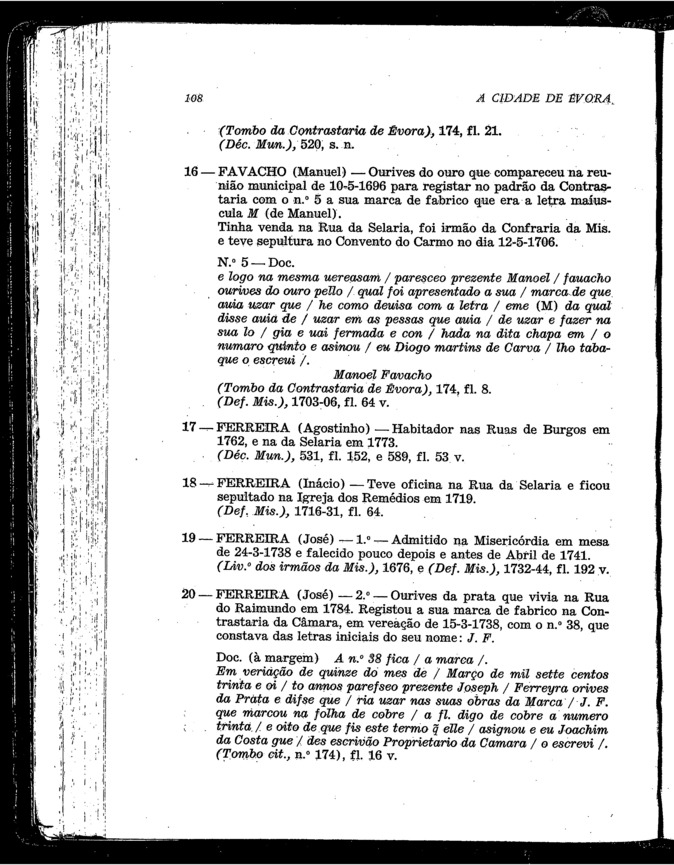 108 A CIDADE DE ÉVORA
(Tombo da Contrastaria de Évora), 174, fl. 21.
(Déc. Mun.), 520, s. n.
16 — FAVACHO (Manuel) — Ourives do ouro que compareceu na reu-
nião municipal de 10-5-1696 para registar no padrão da Contras-
taria com o n.º 5 a sua marca de fabrico que era a letra maíus-
cula M (de Manuel).
Tinha venda na Rua da Selaria, foi irmão da Confraria da Mis.
e teve sepultura no Convento do Carmo no dia 12-5-1706.
N.º 5 — Doc.
e logo na mesma uereasam / paresceo prezente Manoel / fauacho
ourives do ouro pello / qual foi apresentado a sua / marca de que
auia uzar que / he como deuisa com a letra / eme (M) da qual
disse auia de / uzar em as pessas que auia / de uzar e fazer na
sua lo / gia e uai fermada e con / hada na dita chapa em / o
numaro quinto e asinou / eu Diogo martins de Carva / lho taba-
que o escreui /.
Manoel Favacho
(Tombo da Contrastaria de Évora), 174, fl. 8.
(Def. Mis.), 1703-06, fl. 64 v.
17 — FERREIRA (Agostinho) — Habitador nas Ruas de Burgos em
1762, e na da Selaria em 1773.
(Déc. Mun.), 531, fl. 152, e 589, fl. 53 v.
18 — FERREIRA (Inácio) — Teve oficina na Rua da Selaria e ficou
sepultado na Igreja dos Remédios em 1719.
(Def. Mis.), 1716-31, fl. 64.
19 — FERREIRA (José) — 1.º — Admitido na Misericórdia em mesa
de 24-3-1738 e falecido pouco depois e antes de Abril de 1741.
(Liv.º dos irmãos da Mis.), 1676, e (Def. Mis.), 1732-44, fl. 192 v.
20 — FERREIRA (José) — 2.º — Ourives da prata que vivia na Rua
do Raimundo em 1784. Registou a sua marca de fabrico na Con-
trastaria da Câmara, em vereação de 15-3-1738, com o n.º 38, que
constava das letras iniciais do seu nome: J. F.
Doc. (à margem) A n.º 38 fica / a marca /.
Em veriação de quinze do mes de / Março de mil sette centos
trinta e oi / to annos parefseo prezente Joseph / Ferreyra orives
da Prata e difse que / ria uzar nas suas obras da Marca / J. F.
que marcou na folha de cobre / a fl. digo de cobre a numero
trinta / e oito de que fis este termo q̃ elle / asignou e eu Joachim
da Costa gue / des escrivão Proprietario da Camara / o escrevi /.
(Tombo cit., n.º 174), fl. 16 v.